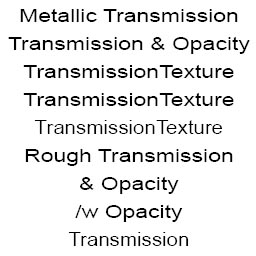 Metallic Transmission
Transmission & Opacity
TransmissionTexture
TransmissionTexture
TransmissionTexture
Rough Transmission
& Opacity
/w Opacity
Transmission